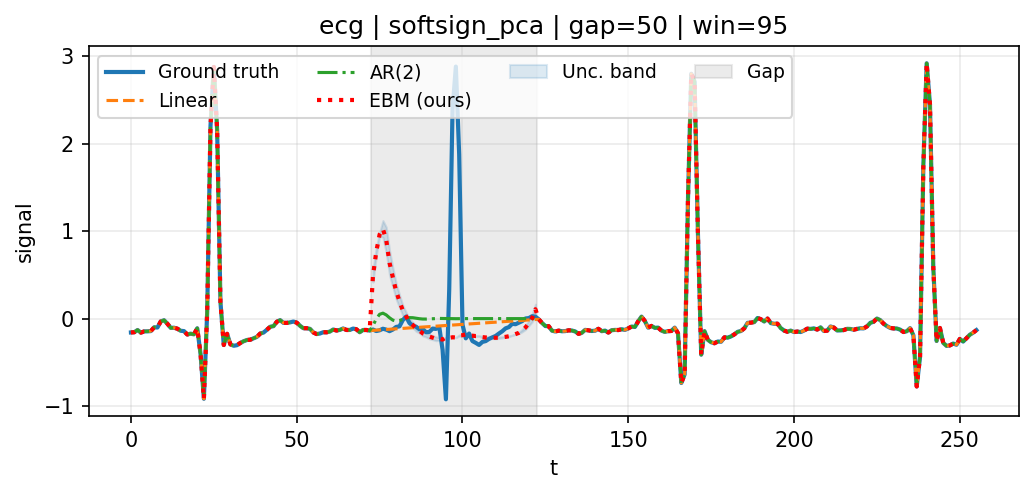 ecg | softsign_pca | gap=50 | win=95
Ground truth
Linear
AR(2)
EBM (ours)
Unc. band
Gap
signal
3
2
1
0
−1
0
50
100
150
200
250
t